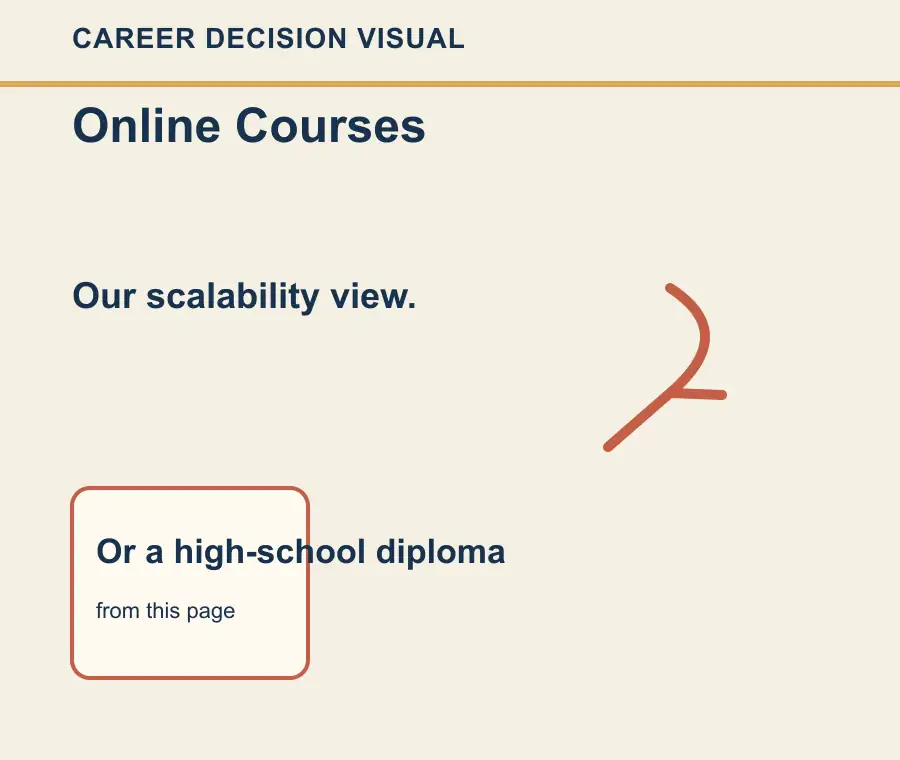 CAREER DECISION VISUAL
Online Courses
Our scalability view.
Or a high-school diploma
from this page